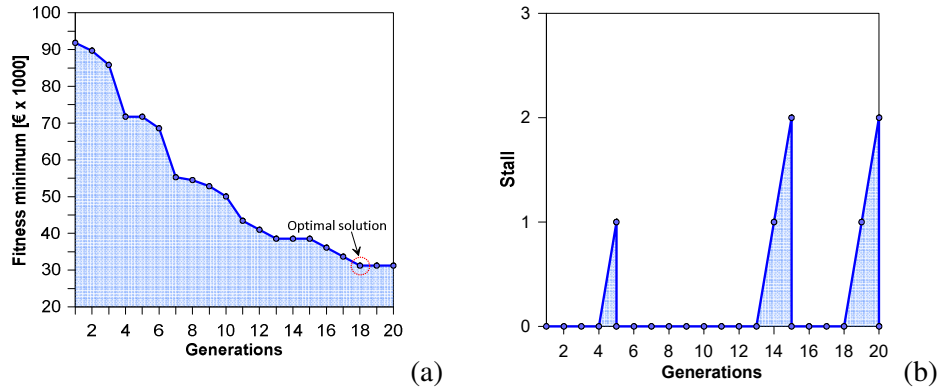 100
90
80
70
60
50
40
30
20
Fitness minimum [€ x 1000]
Optimal solution
2 4 6 8 10 12 14 16 18 20
Generations
(a)
3
2
1
0
Stall
2 4 6 8 10 12 14 16 18 20
Generations
(b)